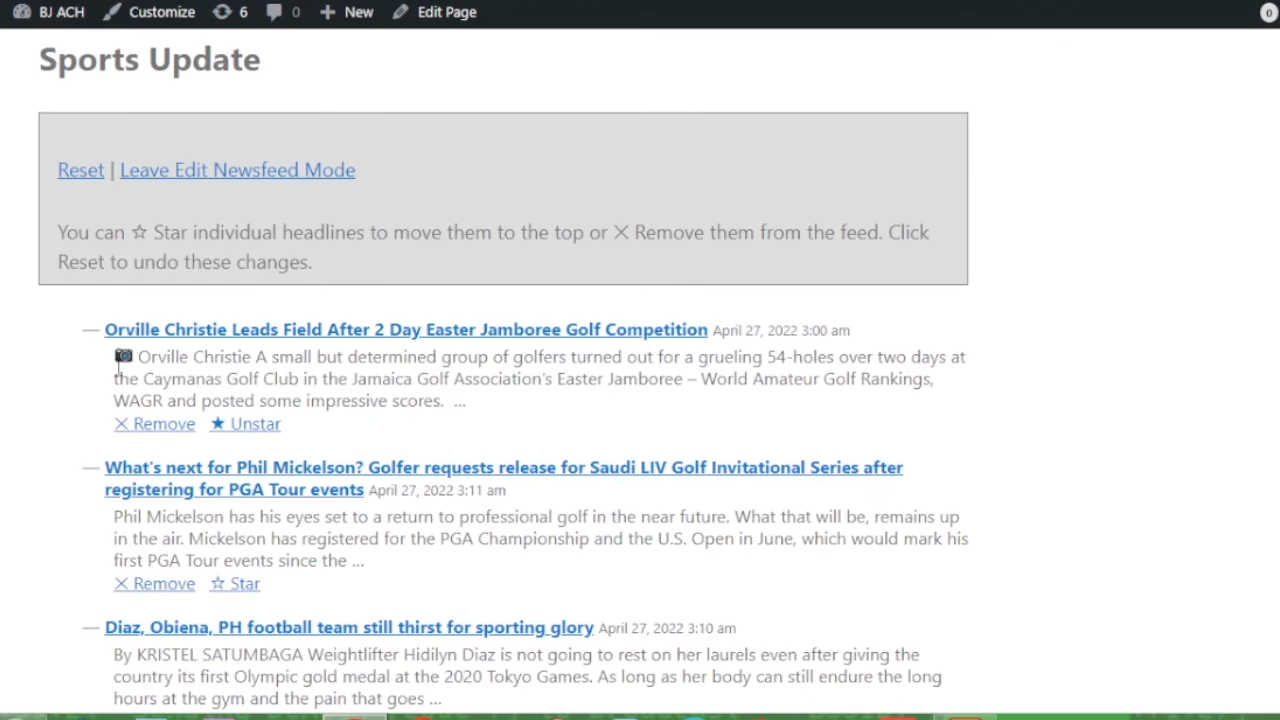 BJ ACH Customize 6 0 New Edit Page 0
Sports Update
Reset | Leave Edit Newsfeed Mode
You can ☆ Star individual headlines to move them to the top or ✕ Remove them from the feed. Click
Reset to undo these changes.
— Orville Christie Leads Field After 2 Day Easter Jamboree Golf Competition April 27, 2022 3:00 am
Orville Christie A small but determined group of golfers turned out for a grueling 54-holes over two days at
the Caymanas Golf Club in the Jamaica Golf Association's Easter Jamboree – World Amateur Golf Rankings,
WAGR and posted some impressive scores. ...
✕ Remove ★ Unstar
— What's next for Phil Mickelson? Golfer requests release for Saudi LIV Golf Invitational Series after
registering for PGA Tour events April 27, 2022 3:11 am
Phil Mickelson has his eyes set to a return to professional golf in the near future. What that will be, remains up
in the air. Mickelson has registered for the PGA Championship and the U.S. Open in June, which would mark his
first PGA Tour events since the ...
✕ Remove ☆ Star
— Diaz, Obiena, PH football team still thirst for sporting glory April 27, 2022 3:10 am
By KRISTEL SATUMBAGA Weightlifter Hidilyn Diaz is not going to rest on her laurels even after giving the
country its first Olympic gold medal at the 2020 Tokyo Games. As long as her body can still endure the long
hours at the gym and the pain that goes ...